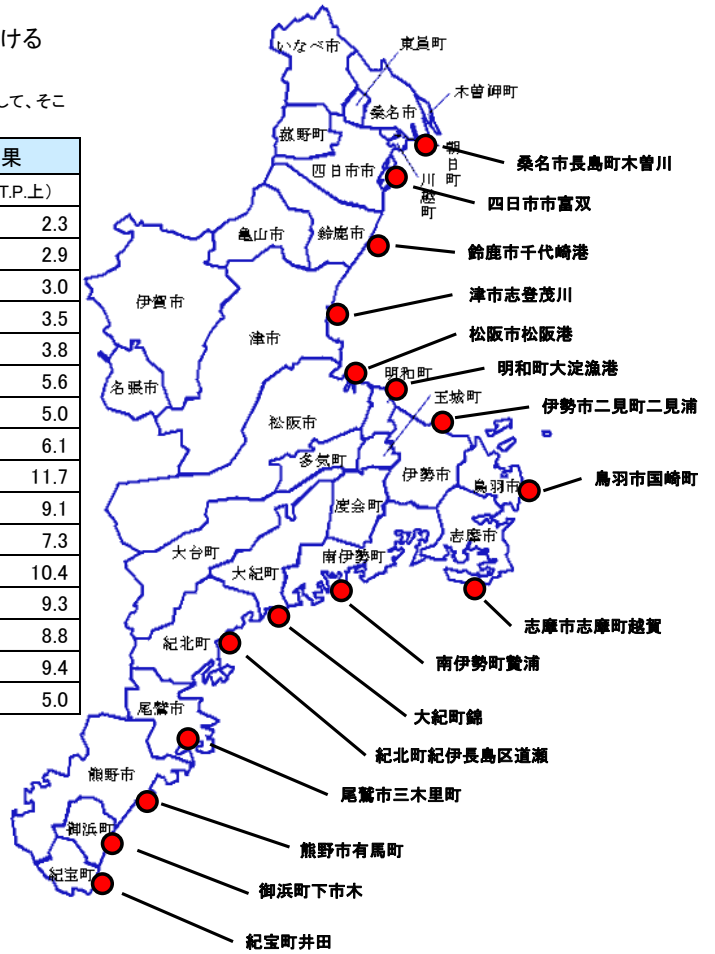 ける
して、そこ
果
T.P.上）
2.3
2.9
3.0
3.5
3.8
5.6
5.0
6.1
11.7
9.1
7.3
10.4
9.3
8.8
9.4
5.0
いなべ市
東員町
桑名市
木曽岬町
菰野町
朝日町
四日市市
川越町
亀山市
鈴鹿市
伊賀市
津市
名張市
明和町
玉城町
松阪市
多気町
伊勢市
鳥羽市
度会町
志摩市
大台町
大紀町
南伊勢町
紀北町
尾鷲市
熊野市
御浜町
紀宝町
桑名市長島町木曽川
四日市市富双
鈴鹿市千代崎港
津市志登茂川
松阪市松阪港
明和町大淀漁港
伊勢市二見町二見浦
鳥羽市国崎町
志摩市志摩町越賀
南伊勢町贄浦
大紀町錦
紀北町紀伊長島区道瀬
尾鷲市三木里町
熊野市有馬町
御浜町下市木
紀宝町井田